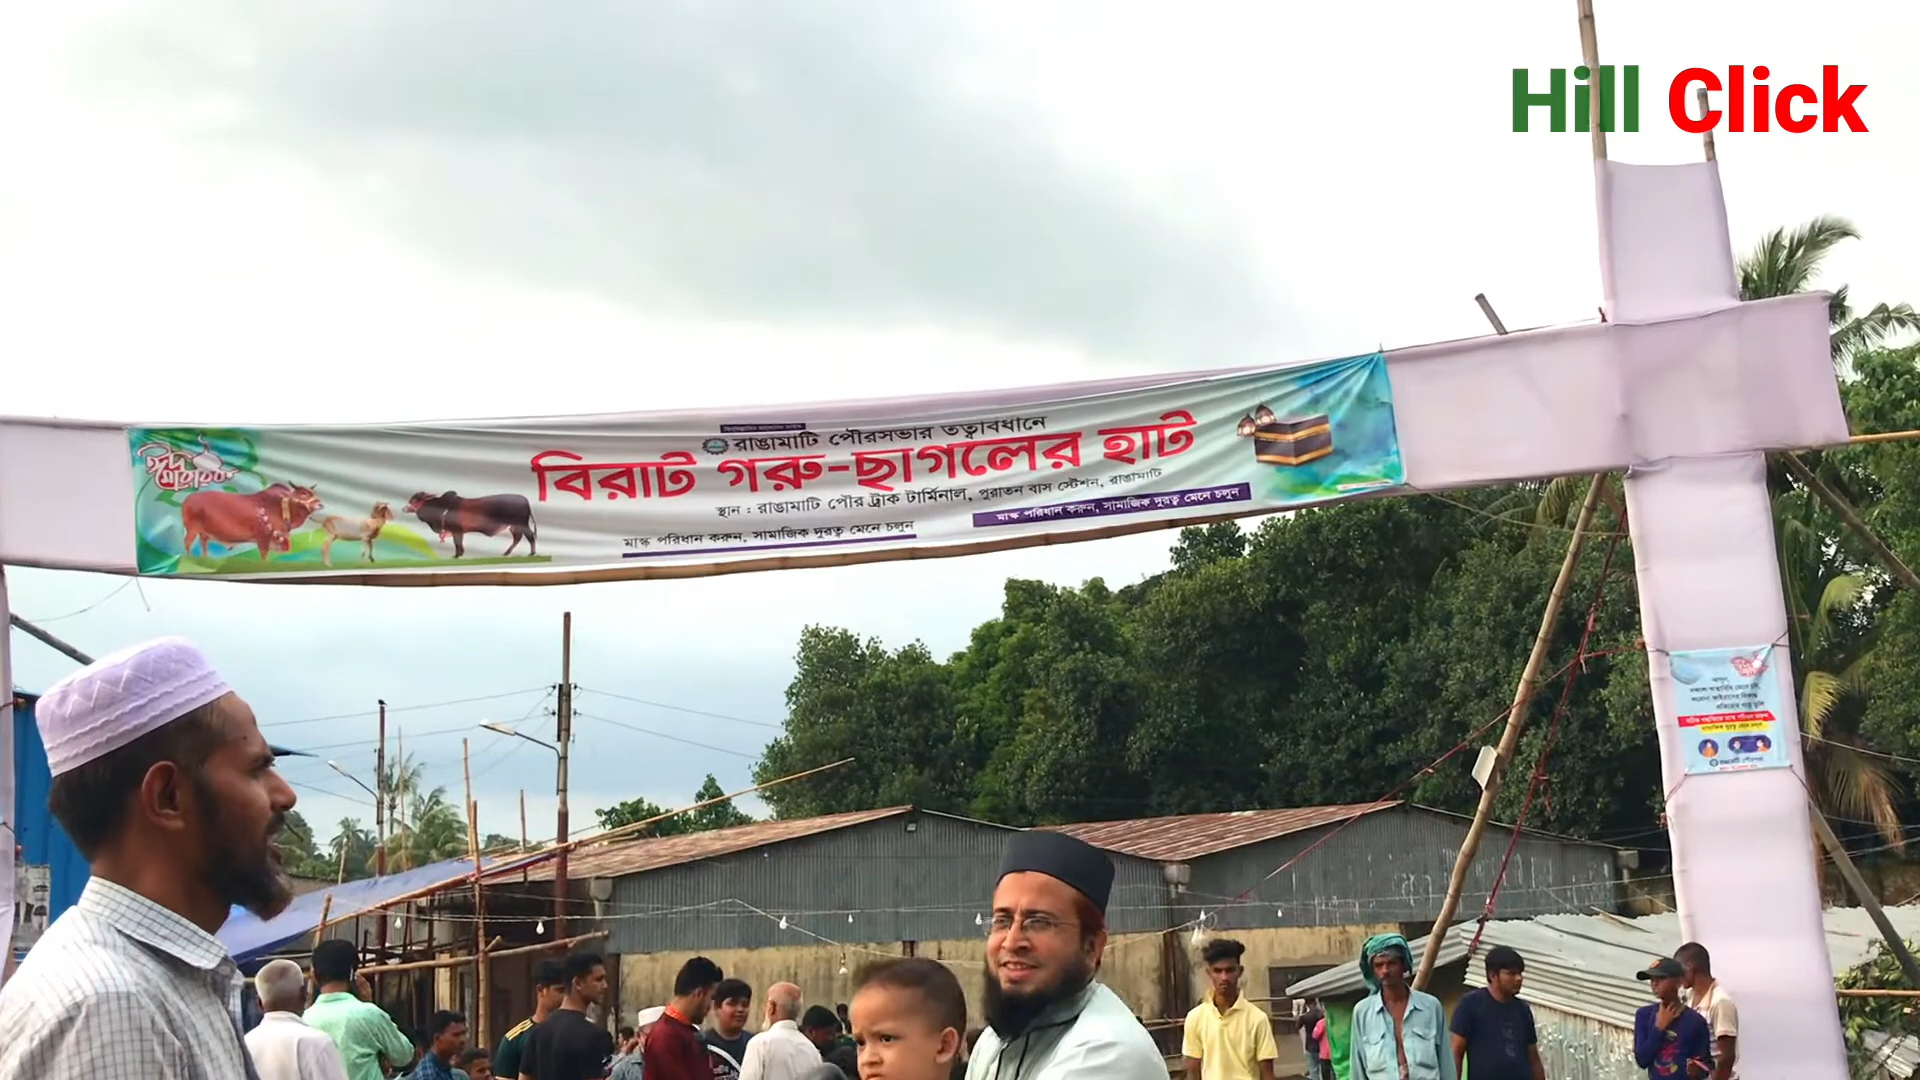 Hill Click
ঈদ মোবারক
রাঙামাটি পৌরসভার তত্ত্বাবধানে
বিরাট গরু-ছাগলের হাট
স্থান : রাঙামাটি পৌর ট্রাক টার্মিনাল, পুরাতন বাস স্টেশন, রাঙামাটি
মাস্ক পরিধান করুন, সামাজিক দুরত্ব মেনে চলুন
মাস্ক পরিধান করুন, সামাজিক দুরত্ব মেনে চলুন